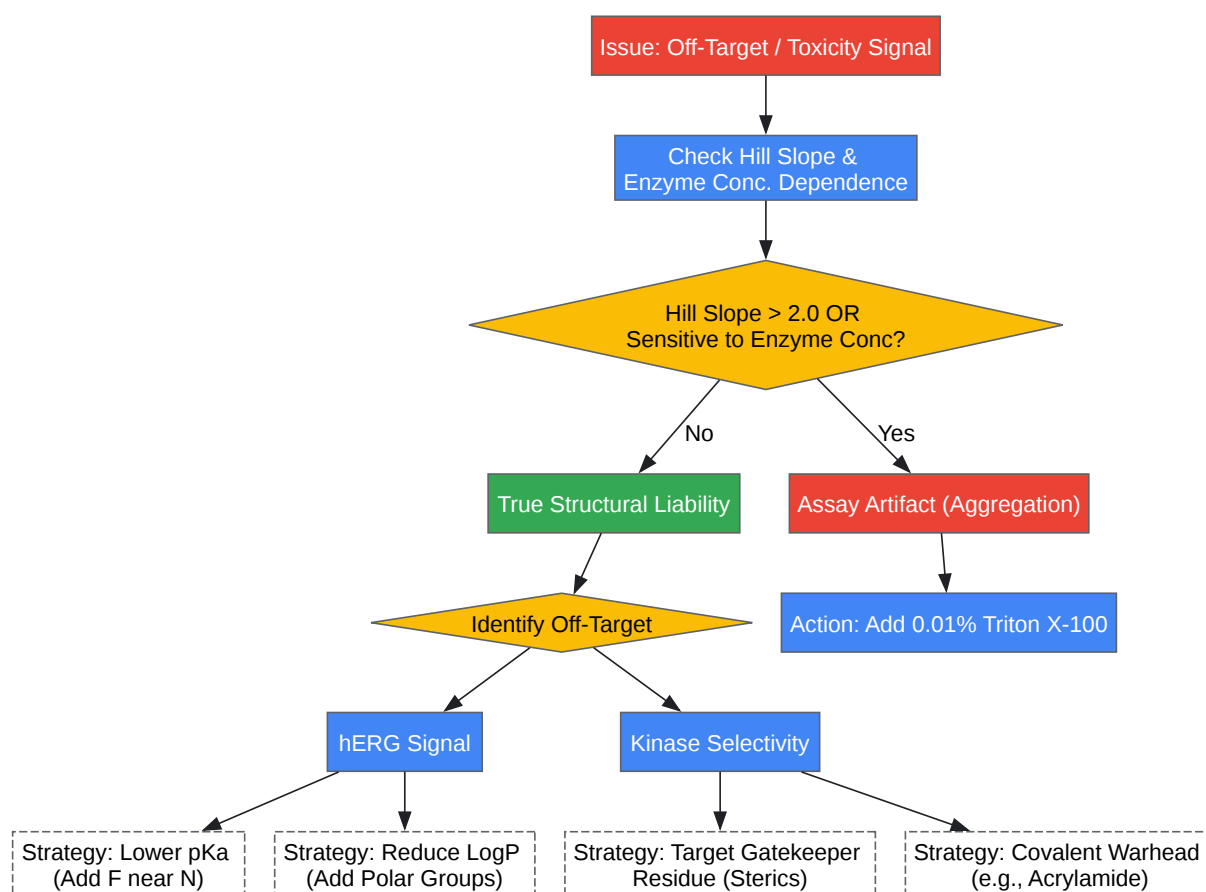 Issue: Off-Target / Toxicity Signal
Check Hill Slope &
Enzyme Conc. Dependence
Hill Slope > 2.0 OR
Sensitive to Enzyme Conc?
No
Yes
True Structural Liability
Assay Artifact (Aggregation)
Identify Off-Target
Action: Add 0.01% Triton X-100
hERG Signal
Kinase Selectivity
Strategy: Lower pKa
(Add F near N)
Strategy: Reduce LogP
(Add Polar Groups)
Strategy: Target Gatekeeper
Residue (Sterics)
Strategy: Covalent Warhead
(e.g., Acrylamide)